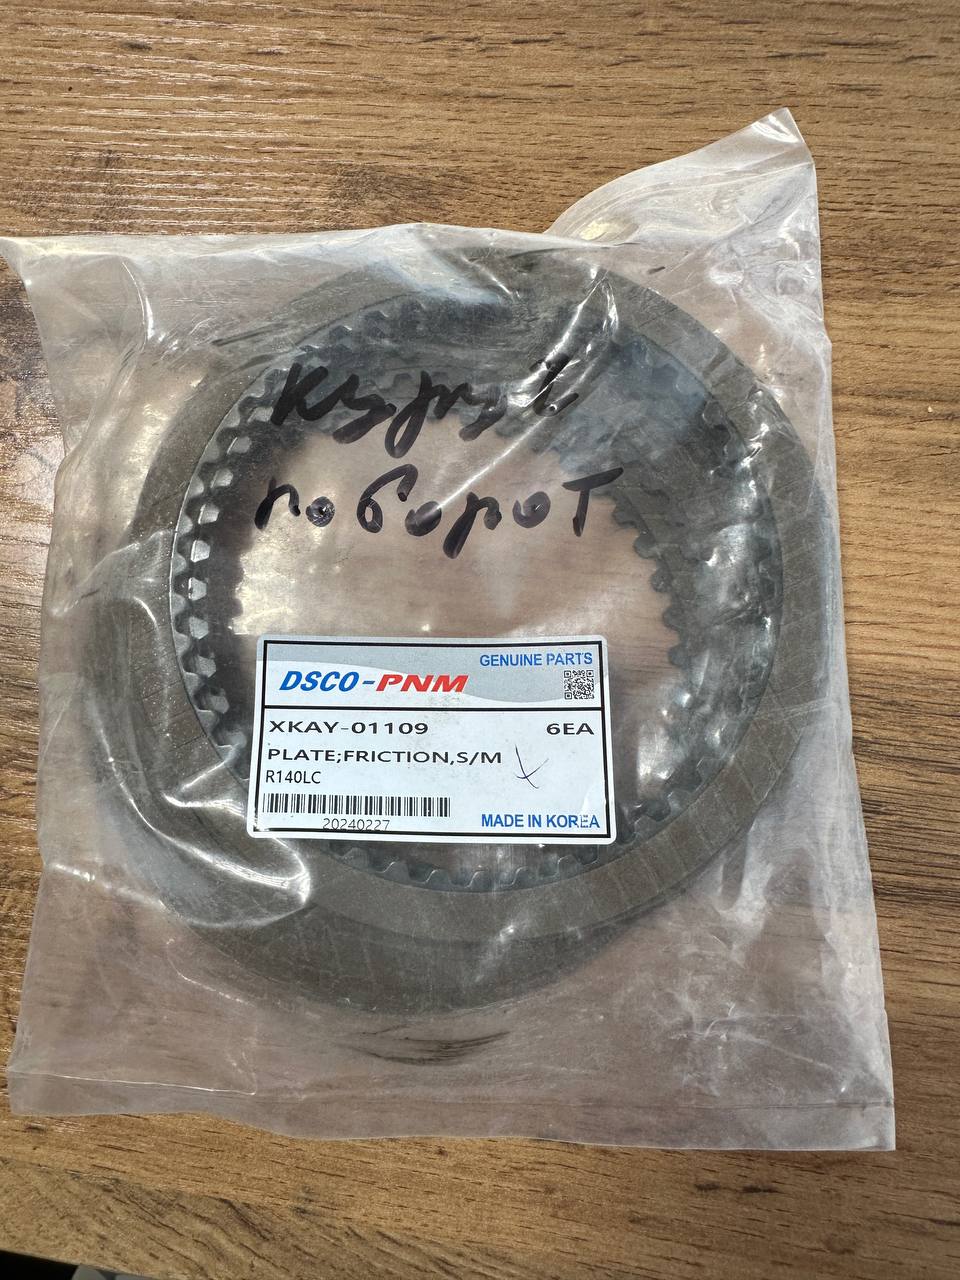 поворот
GENUINE PARTS
DSCO-PNM
XKAY-01109 6EA
PLATE;FRICTION,S/M
R140LC
20240227
MADE IN KOREA